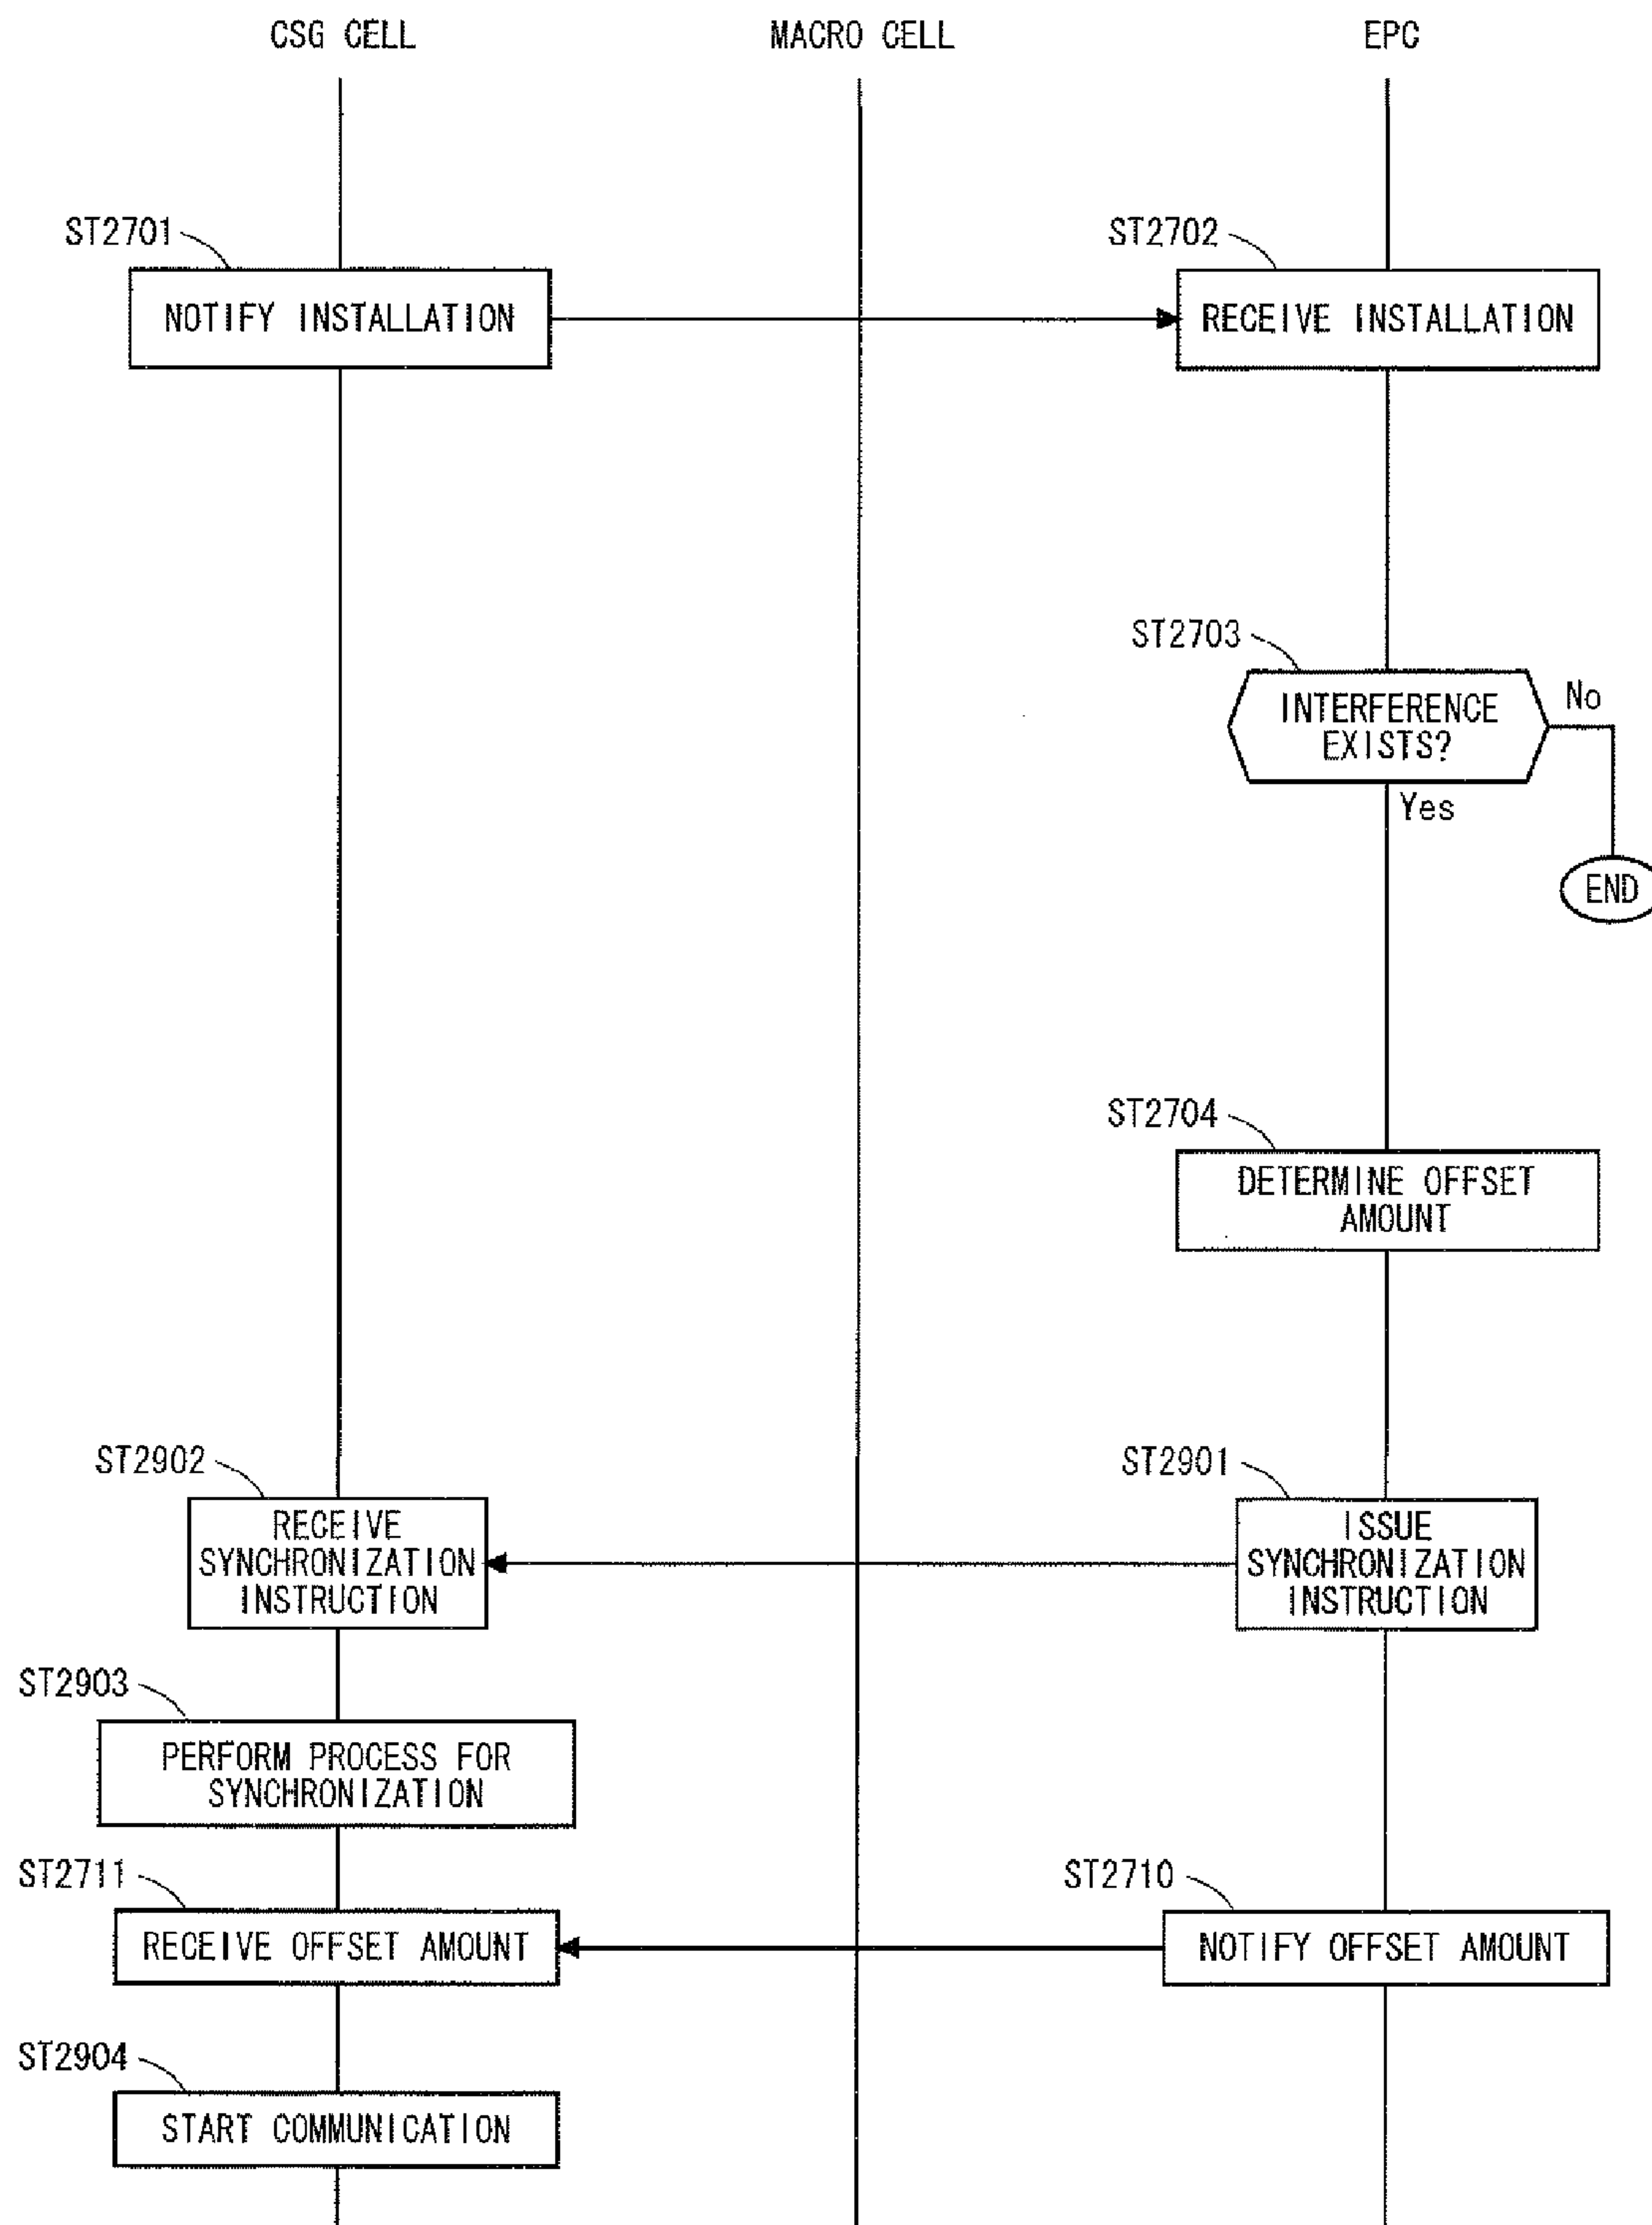 CSG CELL
MACRO CELL
EPC
ST2701
ST2702
NOTIFY INSTALLATION
RECEIVE INSTALLATION
ST2703
INTERFERENCE
EXISTS?
No
Yes
END
ST2704
DETERMINE OFFSET
AMOUNT
ST2902
ST2901
RECEIVE
SYNCHRONIZATION
INSTRUCTION
ISSUE
SYNCHRONIZATION
INSTRUCTION
ST2903
PERFORM PROCESS FOR
SYNCHRONIZATION
ST2711
ST2710
RECEIVE OFFSET AMOUNT
NOTIFY OFFSET AMOUNT
ST2904
START COMMUNICATION